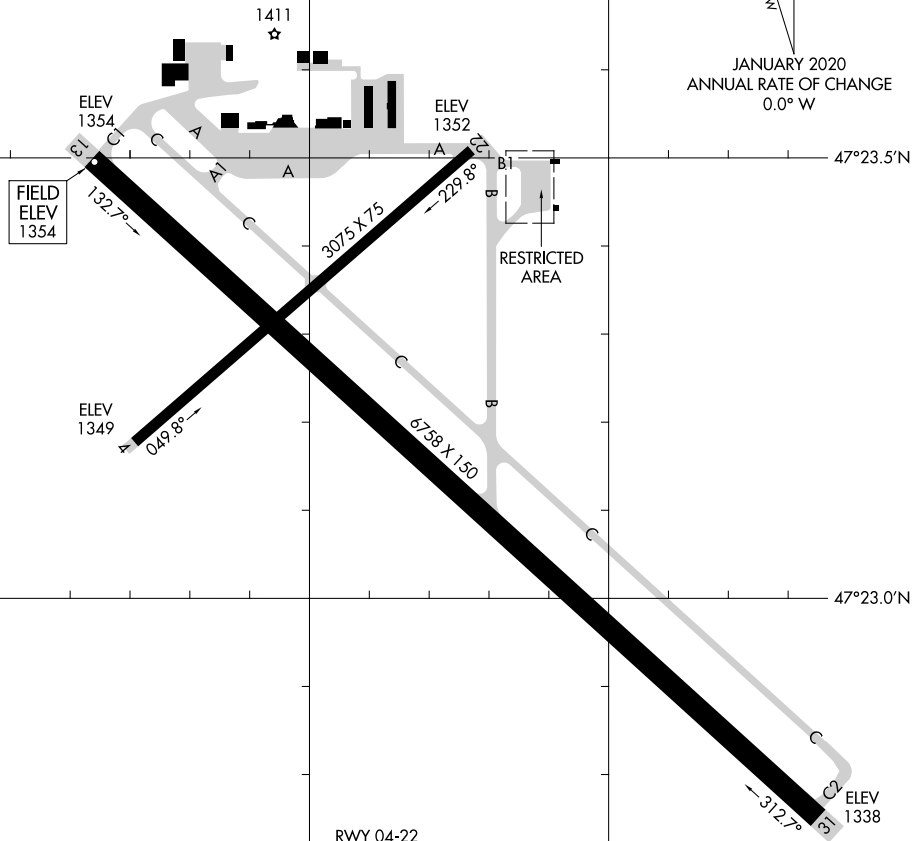 1411
W
JANUARY 2020
ANNUAL RATE OF CHANGE
0.0° W
ELEV
1354
ELEV
1352
13
C1
C
A
A1
A
A
22
B1
47°23.5'N
FIELD
ELEV
1354
132.7°
C
3075 X 75
229.8°
B
RESTRICTED
AREA
C
B
ELEV
1349
4
049.8°
6758 X 150
C
47°23.0'N
C
C2
ELEV
1338
312.7°
31
RWY 04-22